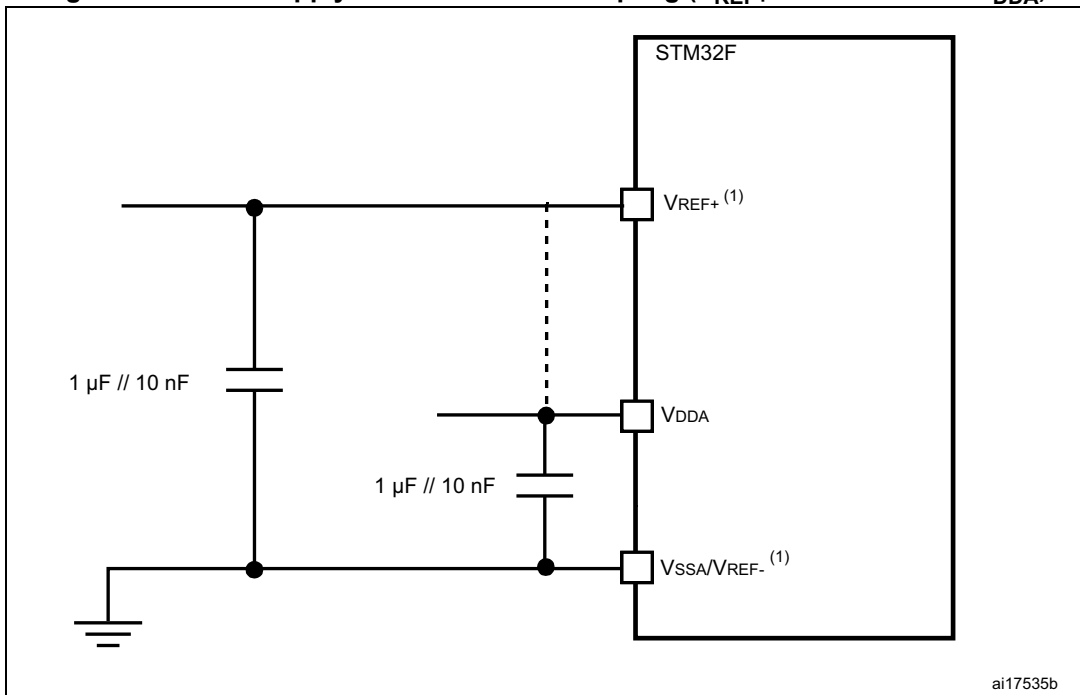 STM32F
VREF+ (1)
1 µF // 10 nF
VDDA
1 µF // 10 nF
VSSA/VREF- (1)
ai17535b